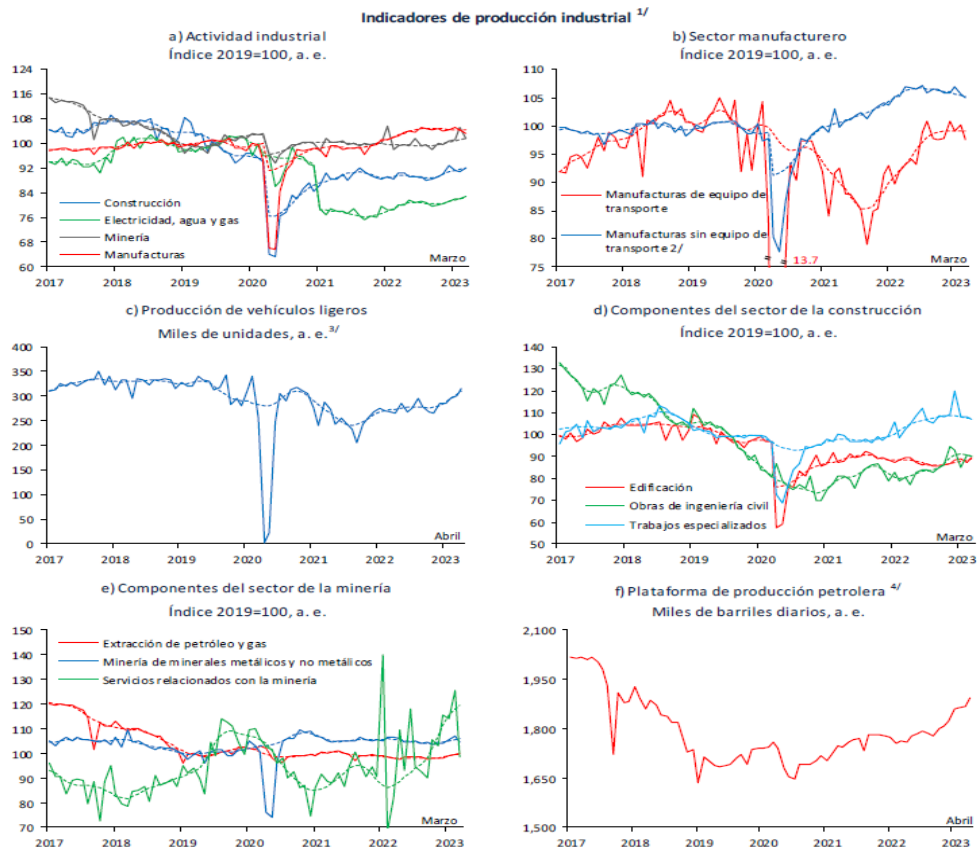 Indicadores de producción industrial 1/
a) Actividad industrial
Índice 2019=100, a. e.
124
116
108
100
92
84
76
68
60
Construcción
Electricidad, agua y gas
Minería
Manufacturas
Marzo
2017 2018 2019 2020 2021 2022 2023
b) Sector manufacturero
Índice 2019=100, a. e.
110
105
100
95
90
85
80
75
Manufacturas de equipo de
transporte
Manufacturas sin equipo de
transporte 2/
13.7
Marzo
2017 2018 2019 2020 2021 2022 2023
c) Producción de vehículos ligeros
Miles de unidades, a. e.3/
400
350
300
250
200
150
100
50
0
Abril
2017 2018 2019 2020 2021 2022 2023
d) Componentes del sector de la construcción
Índice 2019=100, a. e.
140
130
120
110
100
90
80
70
60
50
Edificación
Obras de ingeniería civil
Trabajos especializados
Marzo
2017 2018 2019 2020 2021 2022 2023
e) Componentes del sector de la minería
Índice 2019=100, a. e.
150
140
130
120
110
100
90
80
70
Extracción de petróleo y gas
Minería de minerales metálicos y no metálicos
Servicios relacionados con la minería
Marzo
2017 2018 2019 2020 2021 2022 2023
f) Plataforma de producción petrolera 4/
Miles de barriles diarios, a. e.
2,100
1,950
1,800
1,650
1,500
Abril
2017 2018 2019 2020 2021 2022 2023